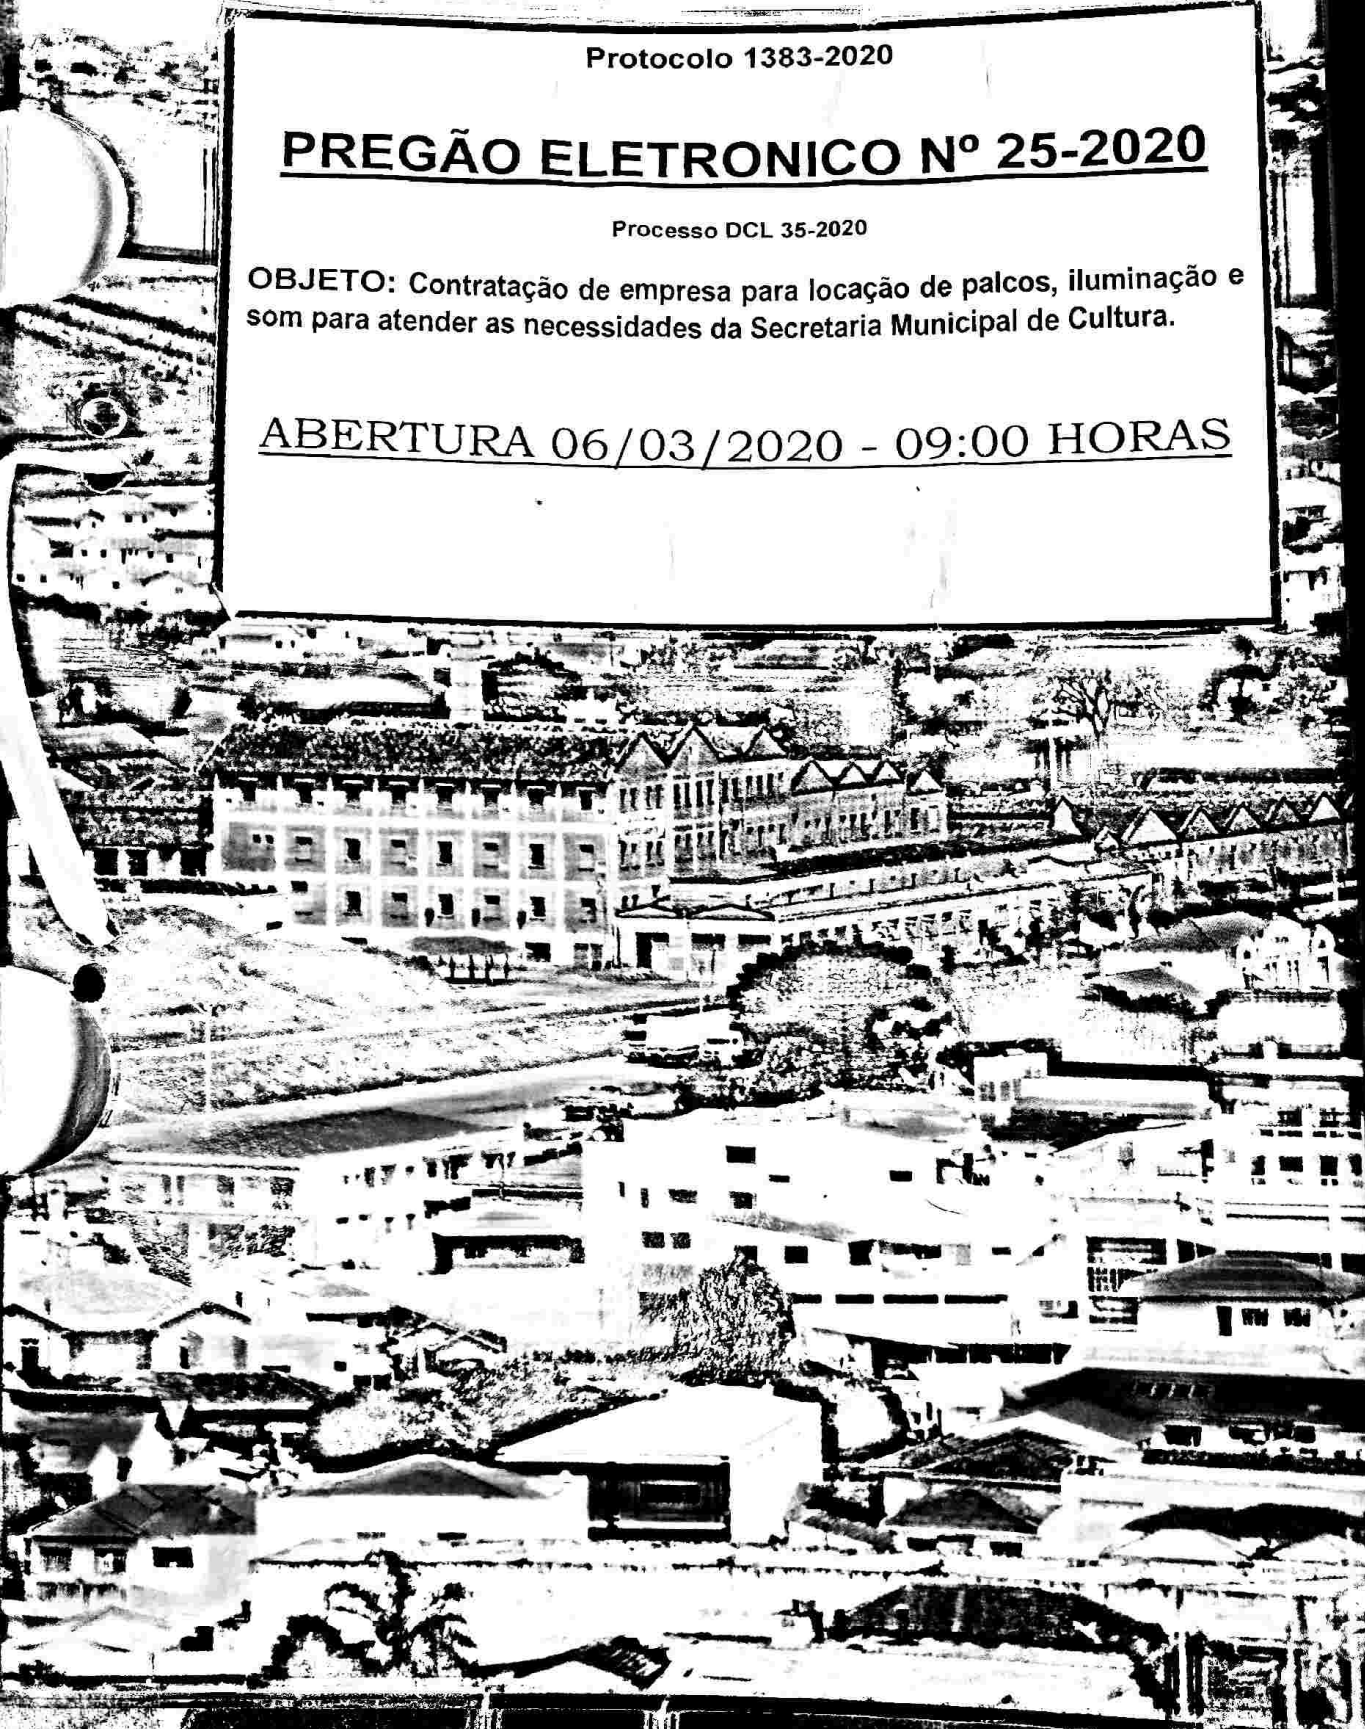 Protocolo 1383-2020
PREGÃO ELETRONICO Nº 25-2020
Processo DCL 35-2020
OBJETO: Contratação de empresa para locação de palcos, iluminação e
som para atender as necessidades da Secretaria Municipal de Cultura.
ABERTURA 06/03/2020 - 09:00 HORAS